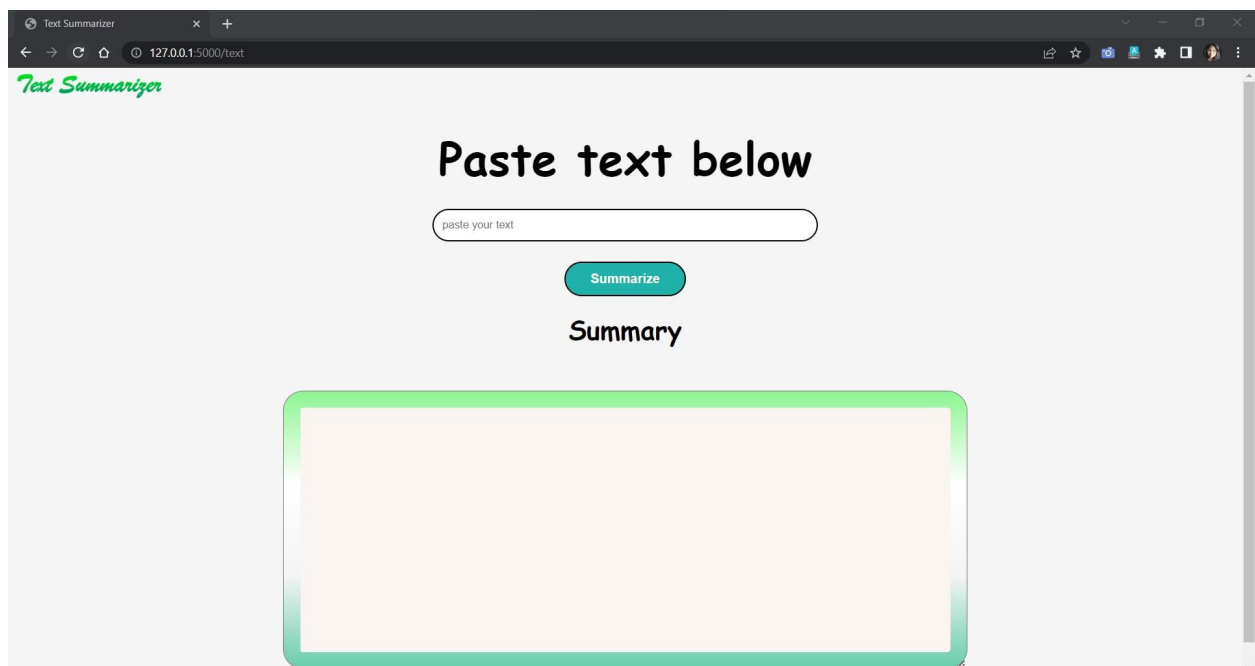 Text Summarizer
127.0.0.1:5000/text
Text Summarizer
Paste text below
paste your text
Summarize
Summary